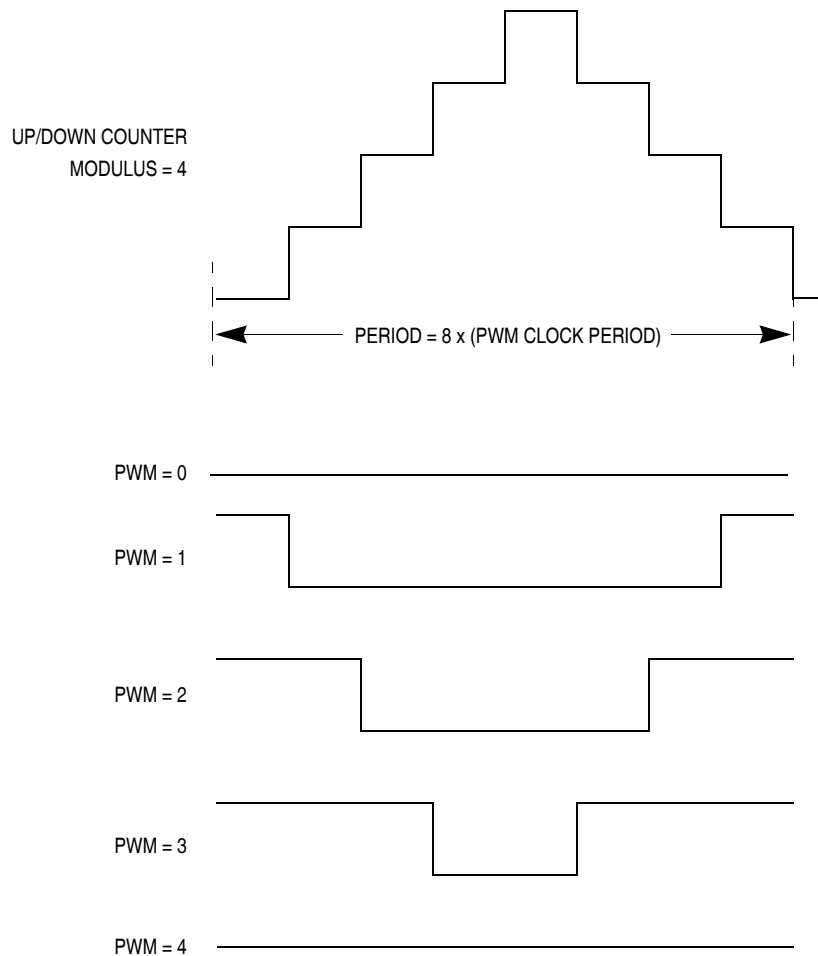 UP/DOWN COUNTER
MODULUS = 4
PERIOD = 8 x (PWM CLOCK PERIOD)
PWM = 0
PWM = 1
PWM = 2
PWM = 3
PWM = 4